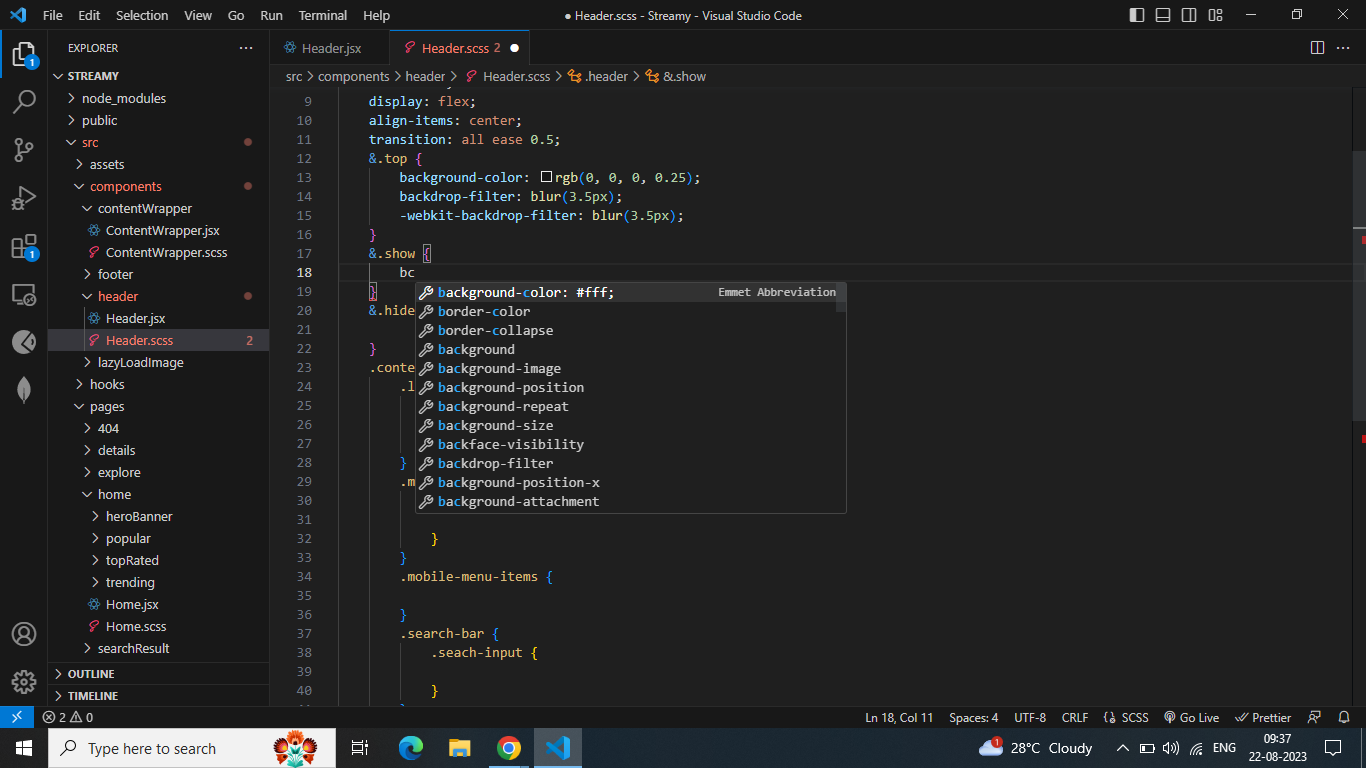 File Edit Selection View Go Run Terminal Help
● Header.scss - Streamy - Visual Studio Code
EXPLORER
Header.jsx
Header.scss 2
src > components > header > Header.scss > .header > &.show
STREAMY
node_modules
public
src
assets
components
contentWrapper
ContentWrapper.jsx
ContentWrapper.scss
footer
header
Header.jsx
Header.scss 2
lazyLoadImage
hooks
pages
404
details
explore
home
heroBanner
popular
topRated
trending
Home.jsx
Home.scss
searchResult
OUTLINE
TIMELINE
1
1
9 display: flex;
10 align-items: center;
11 transition: all ease 0.5;
12 &.top {
13 background-color: rgb(0, 0, 0, 0.25);
14 backdrop-filter: blur(3.5px);
15 -webkit-backdrop-filter: blur(3.5px);
16 }
17 &.show {
18 bc
19 }
20 &.hide
21
22 }
23 .conte
24 .l
25
26
27
28 }
29 .m
30
31
32 }
33 }
34 .mobile-menu-items {
35
36 }
37 .search-bar {
38 .seach-input {
39
40 }
background-color: #fff; Emmet Abbreviation
border-color
border-collapse
background
background-image
background-position
background-repeat
background-size
backface-visibility
backdrop-filter
background-position-x
background-attachment
2 0
Ln 18, Col 11 Spaces: 4 UTF-8 CRLF SCSS Go Live Prettier
Type here to search
1
28°C Cloudy
ENG
09:37
22-08-2023